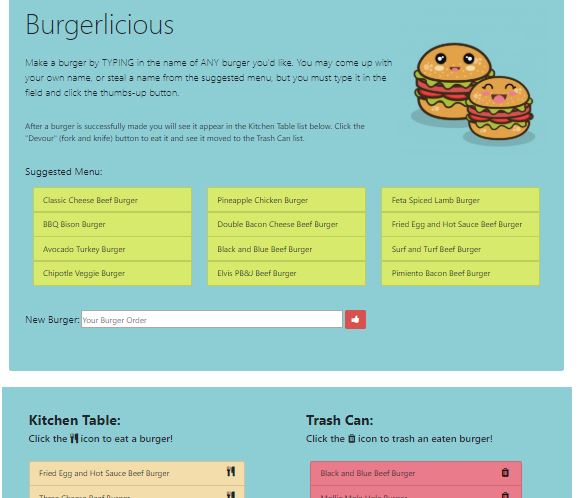 Burgerlicious
Make a burger by TYPING in the name of ANY burger you'd like. You may come up with
your own name, or steal a name from the suggested menu, but you must type it in the
field and click the thumbs-up button.
After a burger is successfully made you will see it appear in the Kitchen Table list below. Click the
"Devour" (fork and knife) button to eat it and see it moved to the Trash Can list.
Suggested Menu:
Classic Cheese Beef Burger
Pineapple Chicken Burger
Feta Spiced Lamb Burger
BBQ Bison Burger
Double Bacon Cheese Beef Burger
Fried Egg and Hot Sauce Beef Burger
Avocado Turkey Burger
Black and Blue Beef Burger
Surf and Turf Beef Burger
Chipotle Veggie Burger
Elvis PB&J Beef Burger
Pimiento Bacon Beef Burger
New Burger: Your Burger Order
Kitchen Table:
Click the icon to eat a burger!
Fried Egg and Hot Sauce Beef Burger
Three Cheese Beef Burger
Trash Can:
Click the icon to trash an eaten burger!
Black and Blue Beef Burger